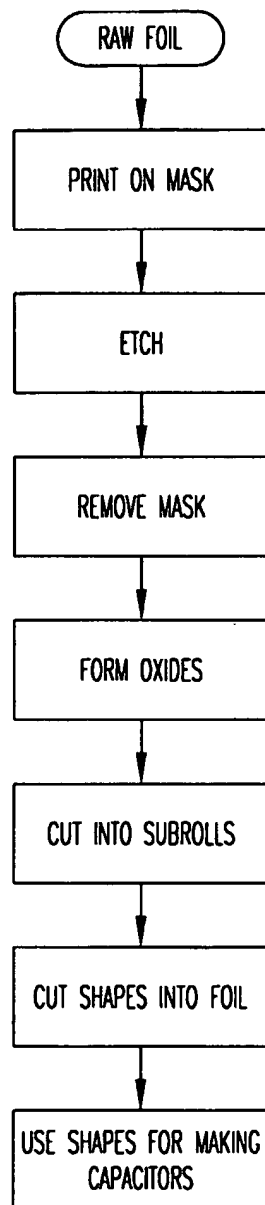 RAW FOIL
PRINT ON MASK
ETCH
REMOVE MASK
FORM OXIDES
CUT INTO SUBROLLS
CUT SHAPES INTO FOIL
USE SHAPES FOR MAKING
CAPACITORS